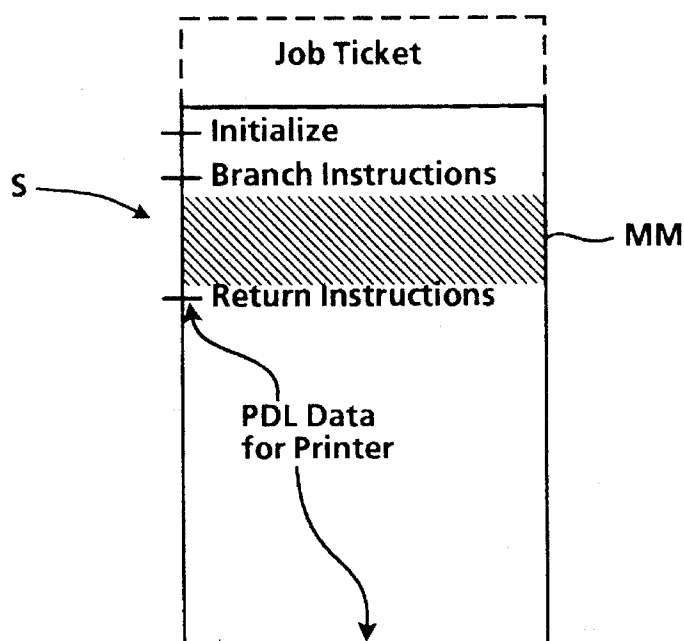 Job Ticket
Initialize
Branch Instructions
S
MM
Return Instructions
PDL Data
for Printer